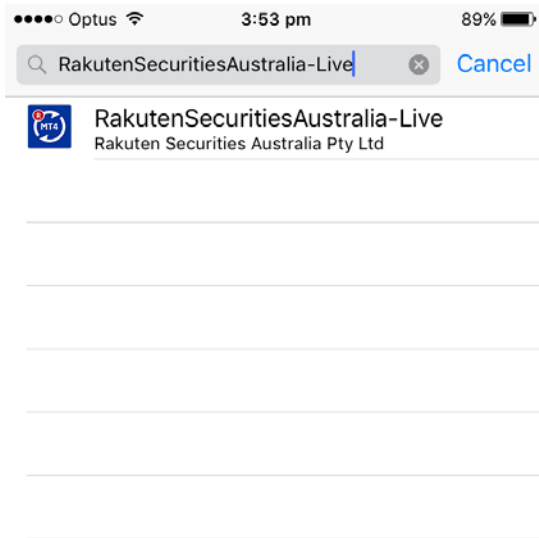 Optus 3:53 pm 89%
RakutenSecuritiesAustralia-Live Cancel
R
MT4
RakutenSecuritiesAustralia-Live
Rakuten Securities Australia Pty Ltd